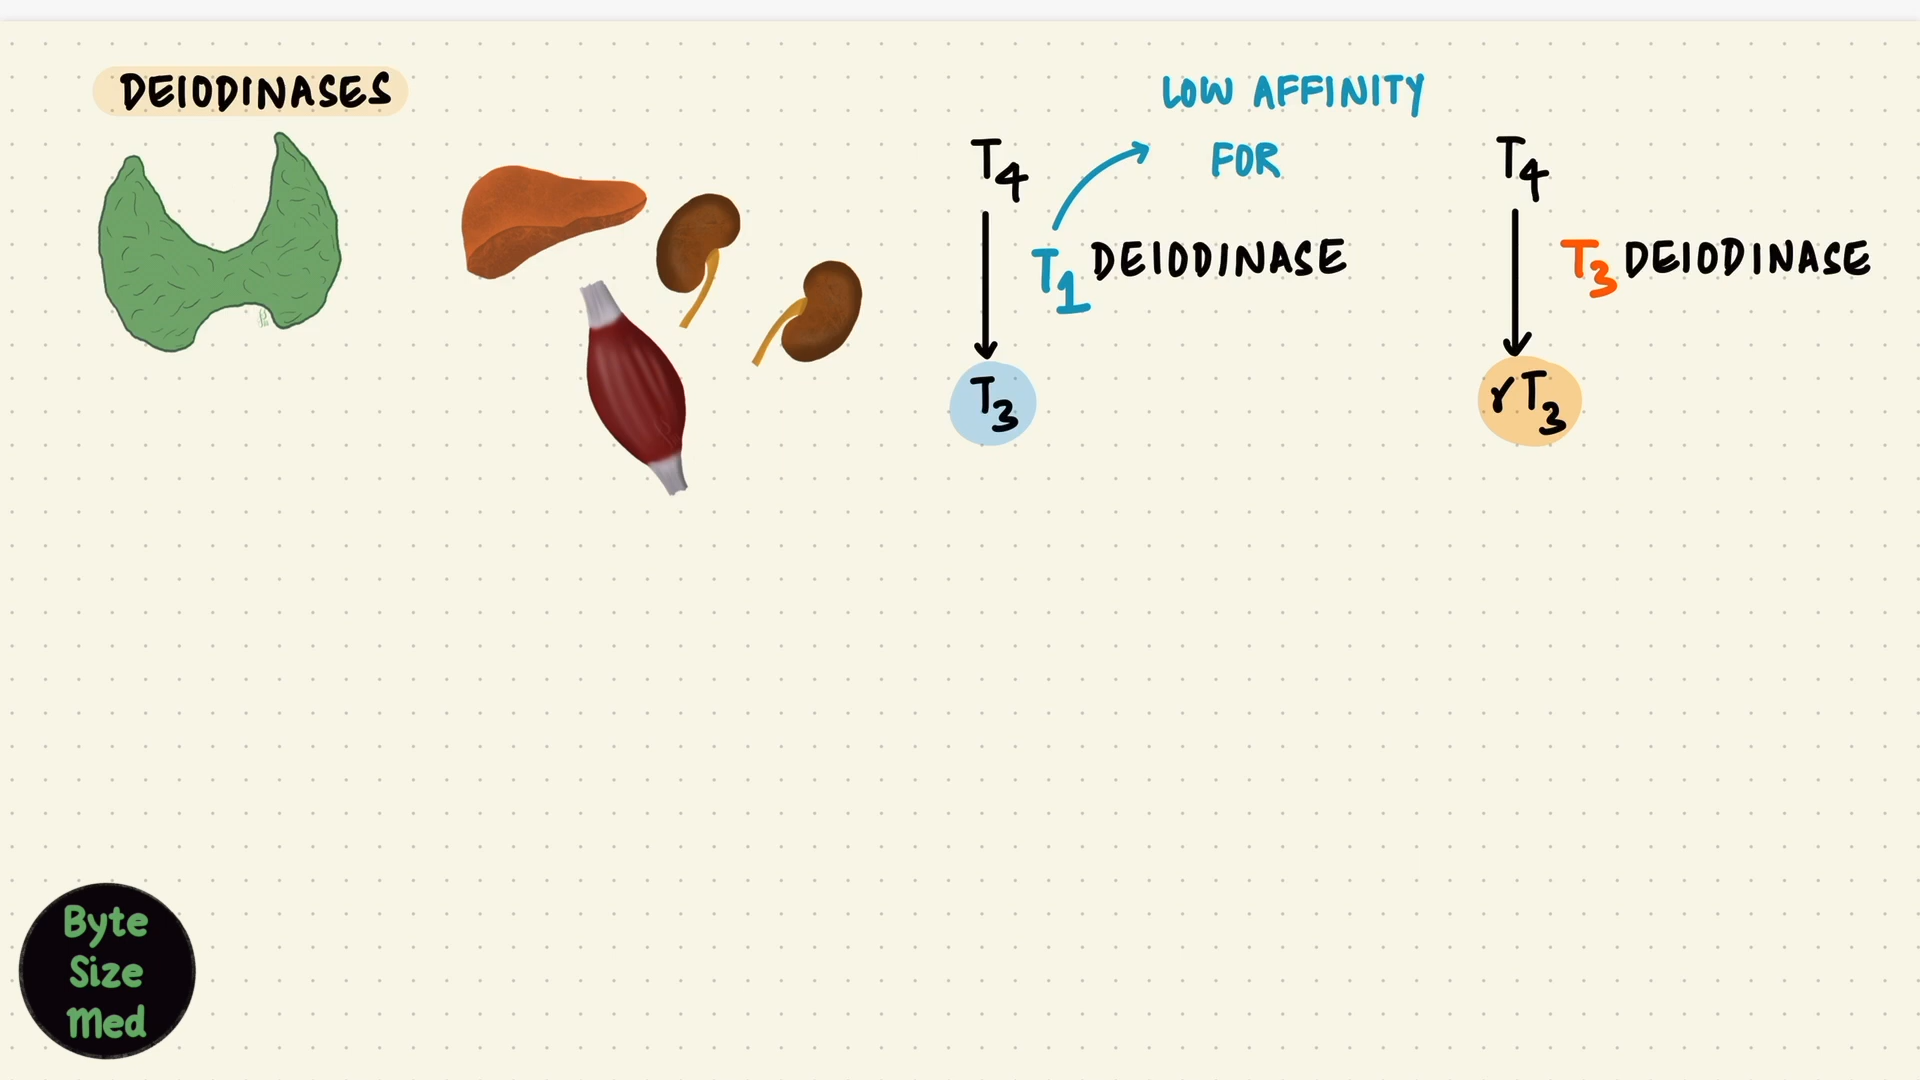 DEIODINASES
LOW AFFINITY
FOR
T4
T1 DEIODINASE
T3
T4
T3 DEIODINASE
rT3
Byte
Size
Med